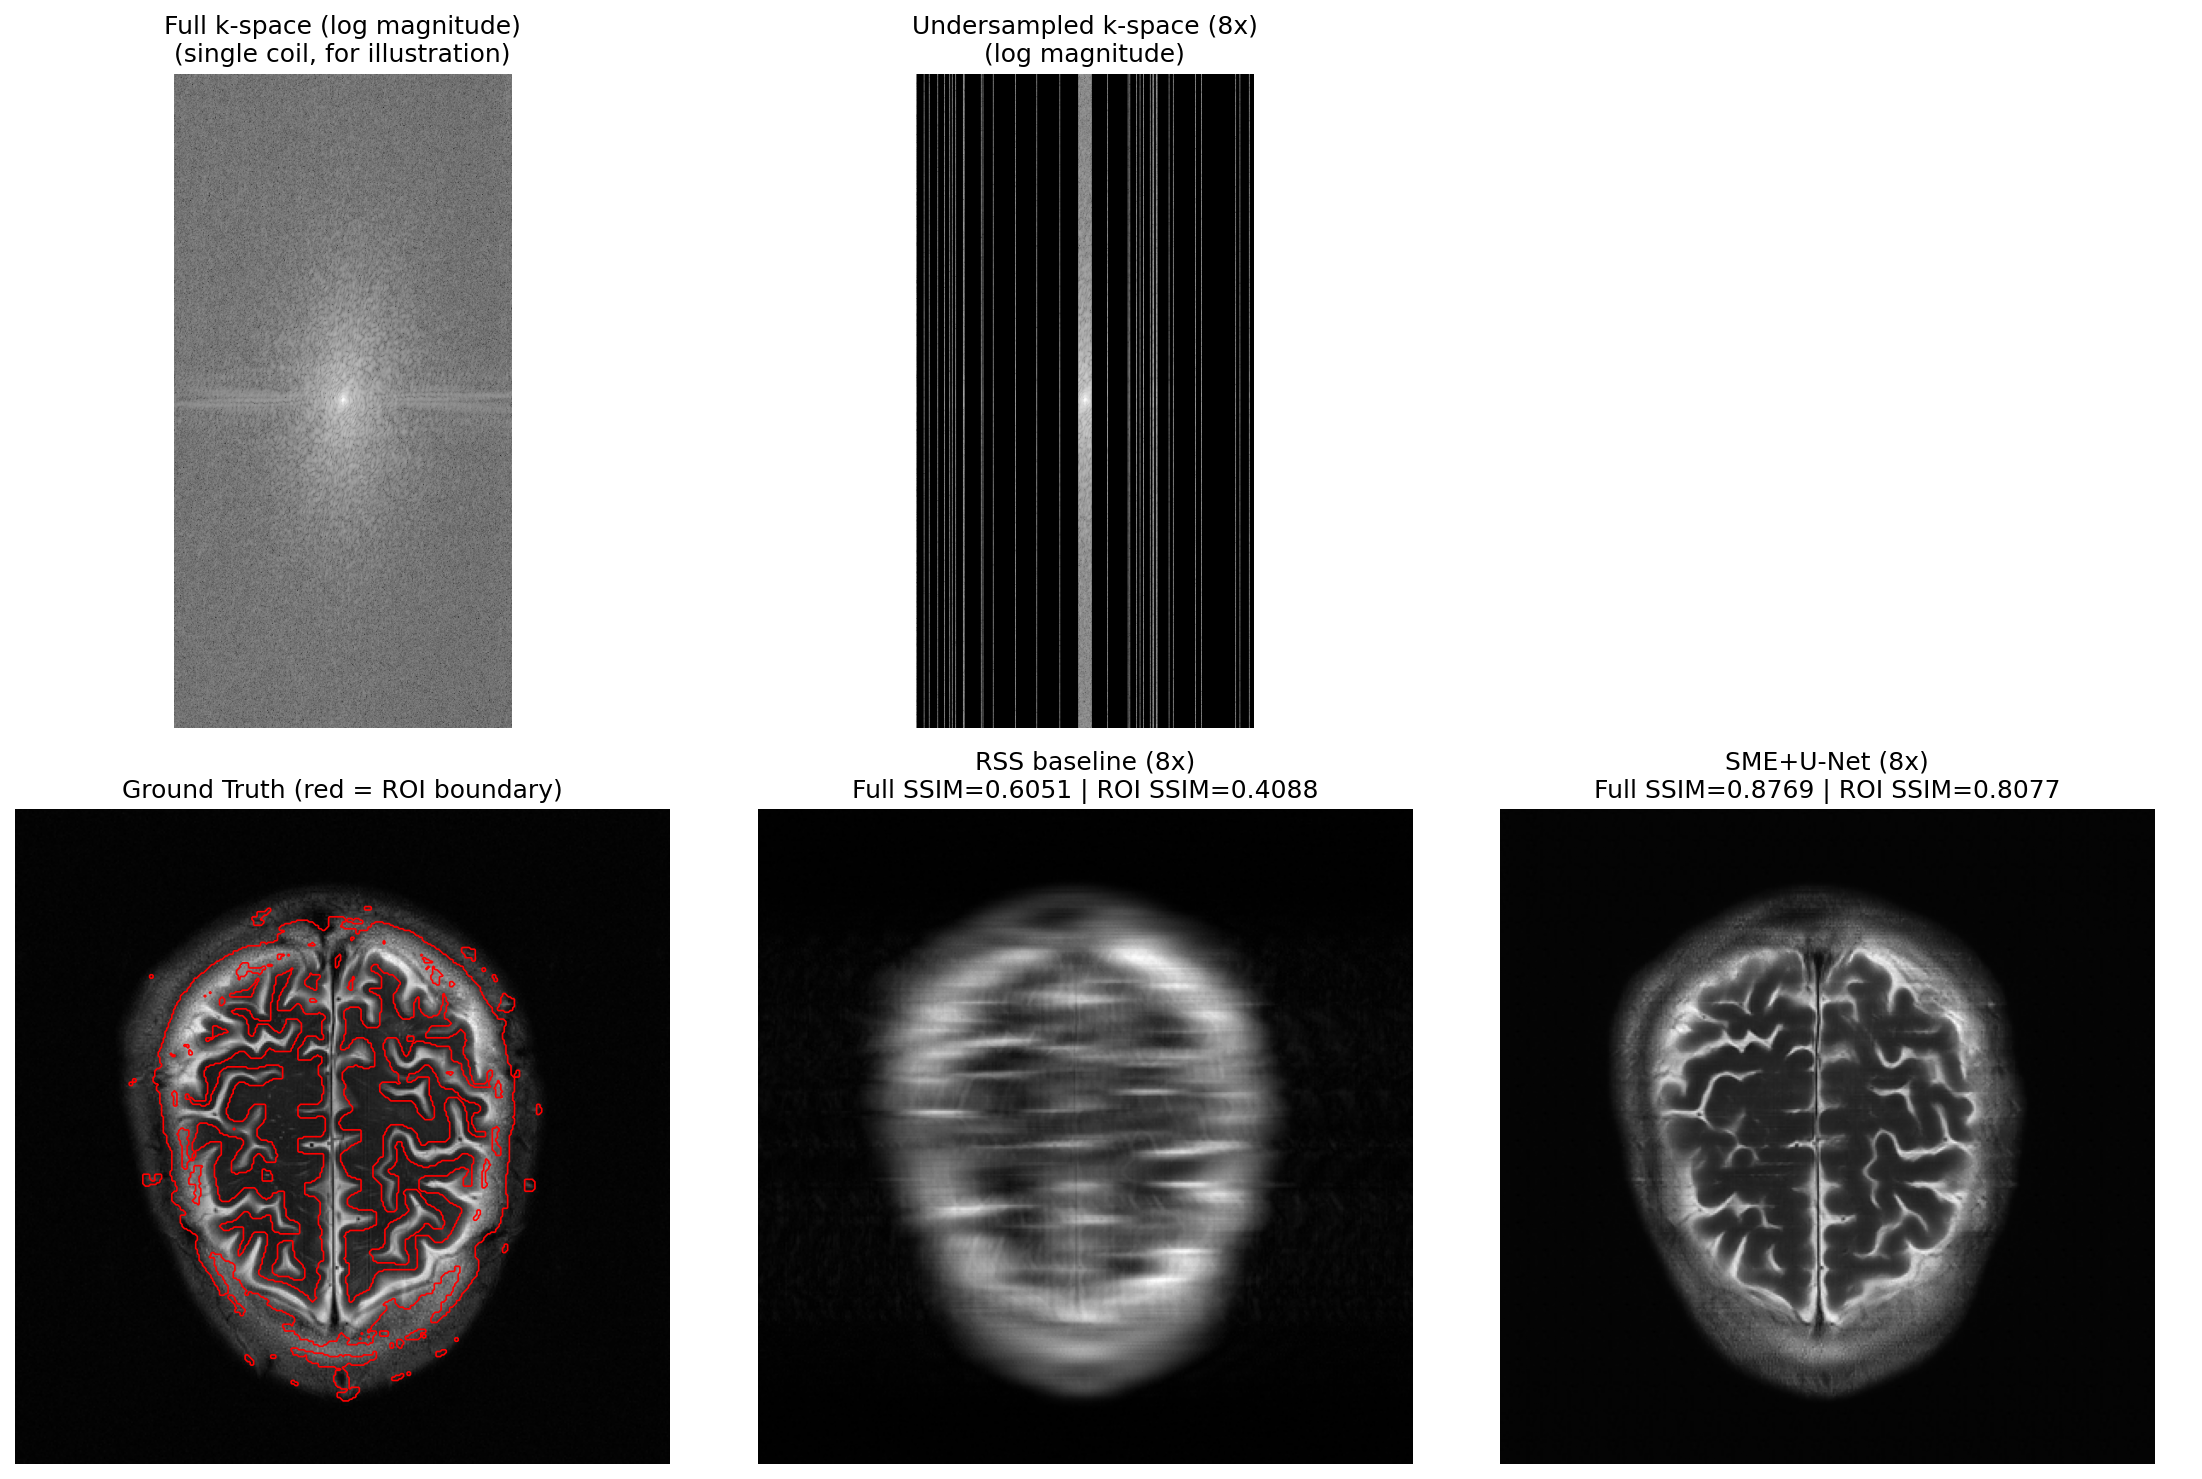 Full k-space (log magnitude)
(single coil, for illustration)
Undersampled k-space (8x)
(log magnitude)
Ground Truth (red = ROI boundary)
RSS baseline (8x)
Full SSIM=0.6051 | ROI SSIM=0.4088
SME+U-Net (8x)
Full SSIM=0.8769 | ROI SSIM=0.8077